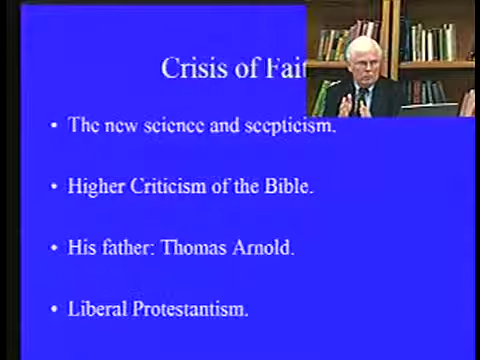 Crisis of Fait
• The new science and scepticism.
• Higher Criticism of the Bible.
• His father: Thomas Arnold.
• Liberal Protestantism.